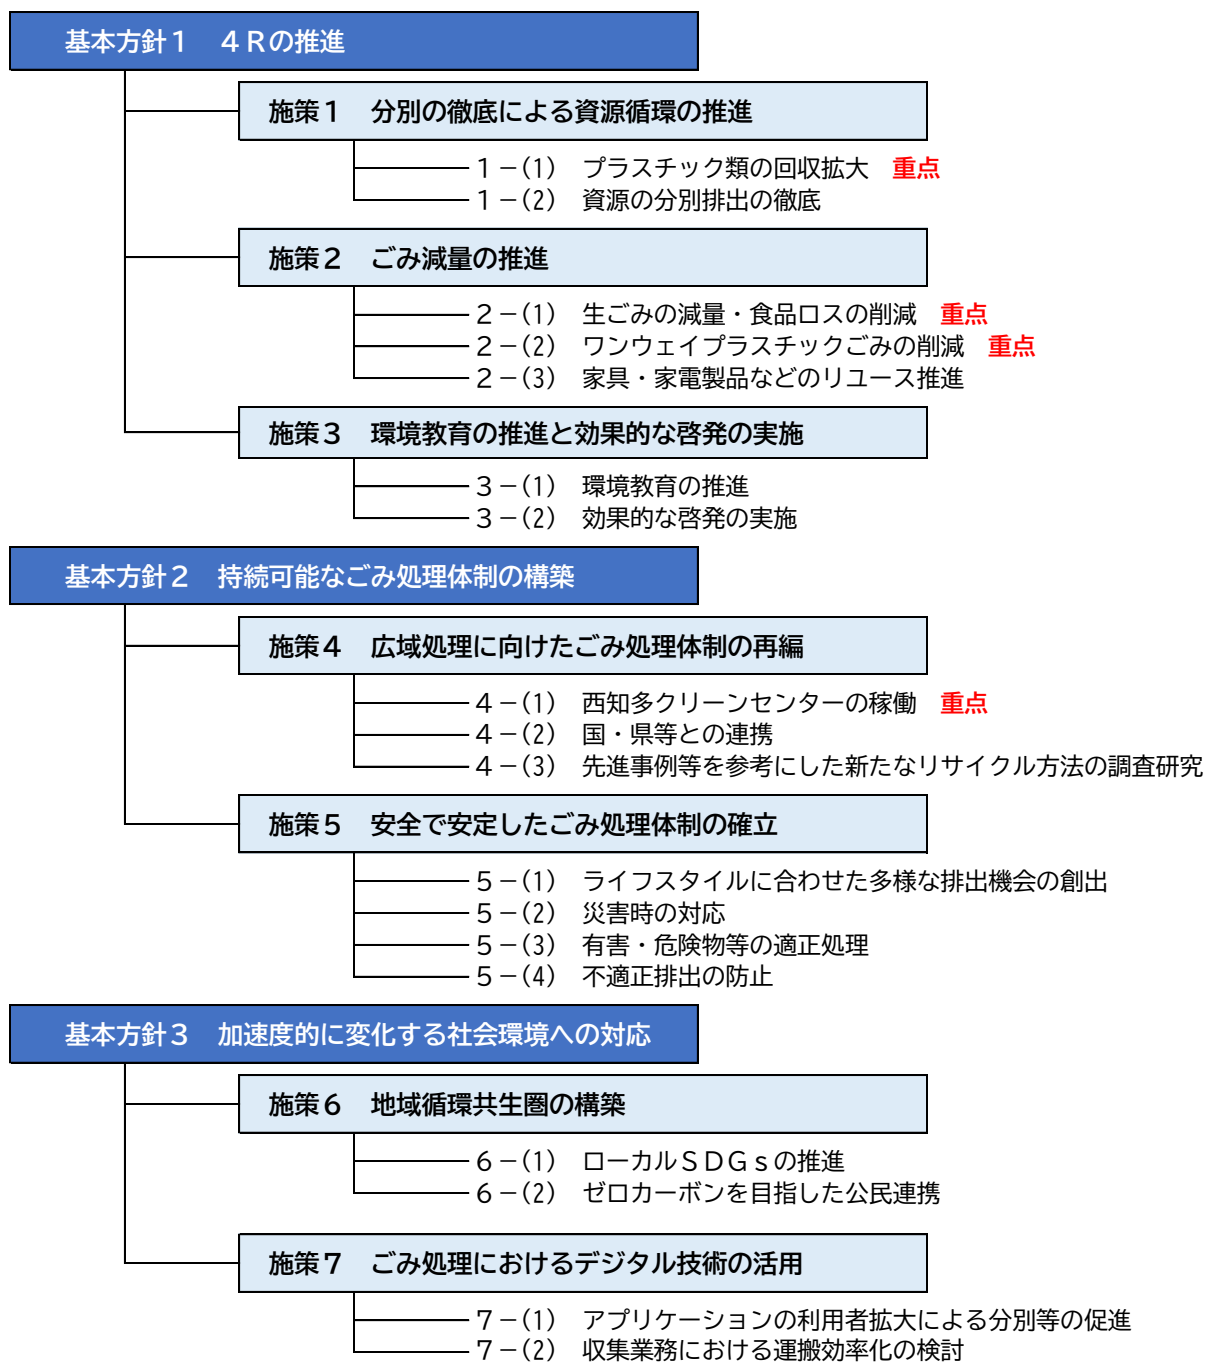 基本方針１　４Ｒの推進
施策１　分別の徹底による資源循環の推進
１－(1)　プラスチック類の回収拡大　重点
１－(2)　資源の分別排出の徹底
施策２　ごみ減量の推進
２－(1)　生ごみの減量・食品ロスの削減　重点
２－(2)　ワンウェイプラスチックごみの削減　重点
２－(3)　家具・家電製品などのリユース推進
施策３　環境教育の推進と効果的な啓発の実施
３－(1)　環境教育の推進
３－(2)　効果的な啓発の実施
基本方針２　持続可能なごみ処理体制の構築
施策４　広域処理に向けたごみ処理体制の再編
４－(1)　西知多クリーンセンターの稼働　重点
４－(2)　国・県等との連携
４－(3)　先進事例等を参考にした新たなリサイクル方法の調査研究
施策５　安全で安定したごみ処理体制の確立
５－(1)　ライフスタイルに合わせた多様な排出機会の創出
５－(2)　災害時の対応
５－(3)　有害・危険物等の適正処理
５－(4)　不適正排出の防止
基本方針３　加速度的に変化する社会環境への対応
施策６　地域循環共生圏の構築
６－(1)　ローカルＳＤＧｓの推進
６－(2)　ゼロカーボンを目指した公民連携
施策７　ごみ処理におけるデジタル技術の活用
７－(1)　アプリケーションの利用者拡大による分別等の促進
７－(2)　収集業務における運搬効率化の検討